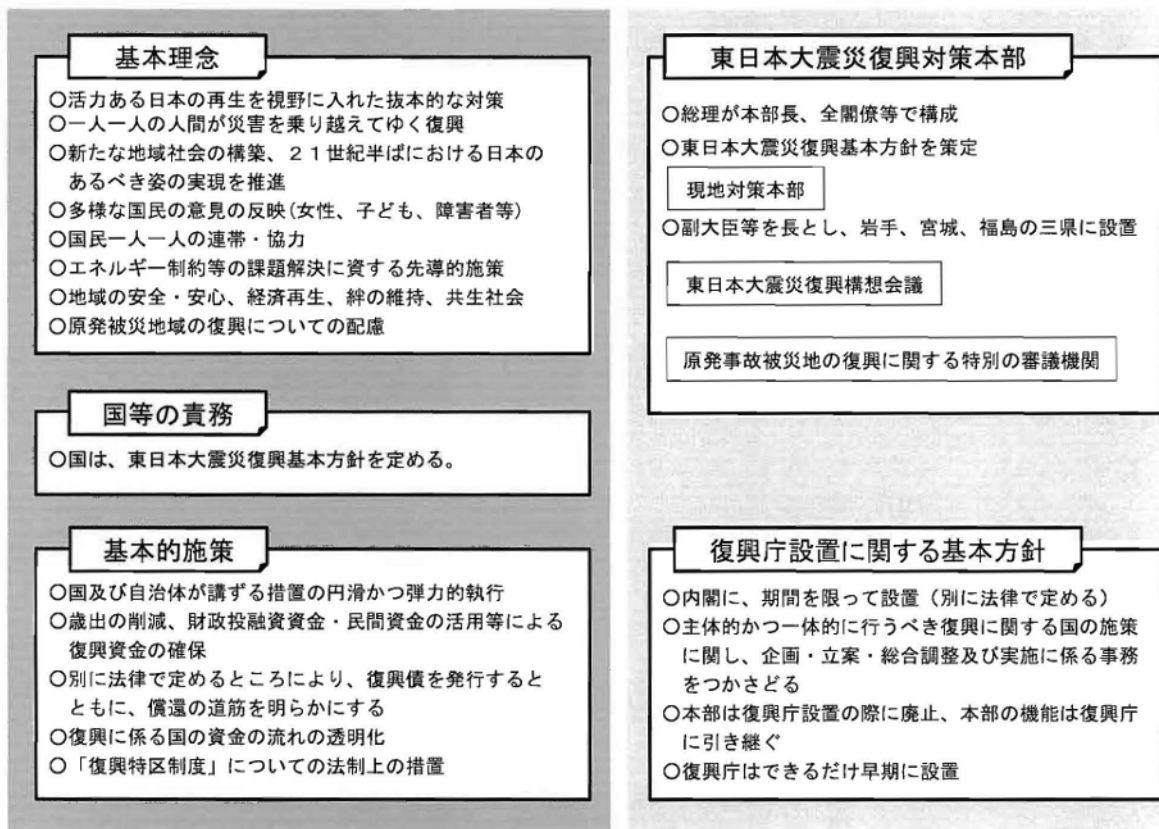 基本理念
○活力ある日本の再生を視野に入れた抜本的な対策
○一人一人の人間が災害を乗り越えてゆく復興
○新たな地域社会の構築、２１世紀半ばにおける日本の
あるべき姿の実現を推進
○多様な国民の意見の反映(女性、子ども、障害者等)
○国民一人一人の連帯・協力
○エネルギー制約等の課題解決に資する先導的施策
○地域の安全・安心、経済再生、絆の維持、共生社会
○原発被災地域の復興についての配慮
国等の責務
○国は、東日本大震災復興基本方針を定める。
基本的施策
○国及び自治体が講ずる措置の円滑かつ弾力的執行
○歳出の削減、財政投融資資金・民間資金の活用等による
復興資金の確保
○別に法律で定めるところにより、復興債を発行すると
ともに、償還の道筋を明らかにする
○復興に係る国の資金の流れの透明化
○「復興特区制度」についての法制上の措置
東日本大震災復興対策本部
○総理が本部長、全閣僚等で構成
○東日本大震災復興基本方針を策定
現地対策本部
○副大臣等を長とし、岩手、宮城、福島の三県に設置
東日本大震災復興構想会議
原発事故被災地の復興に関する特別の審議機関
復興庁設置に関する基本方針
○内閣に、期間を限って設置（別に法律で定める）
○主体的かつ一体的に行うべき復興に関する国の施策
に関し、企画・立案・総合調整及び実施に係る事務
をつかさどる
○本部は復興庁設置の際に廃止、本部の機能は復興庁
に引き継ぐ
○復興庁はできるだけ早期に設置